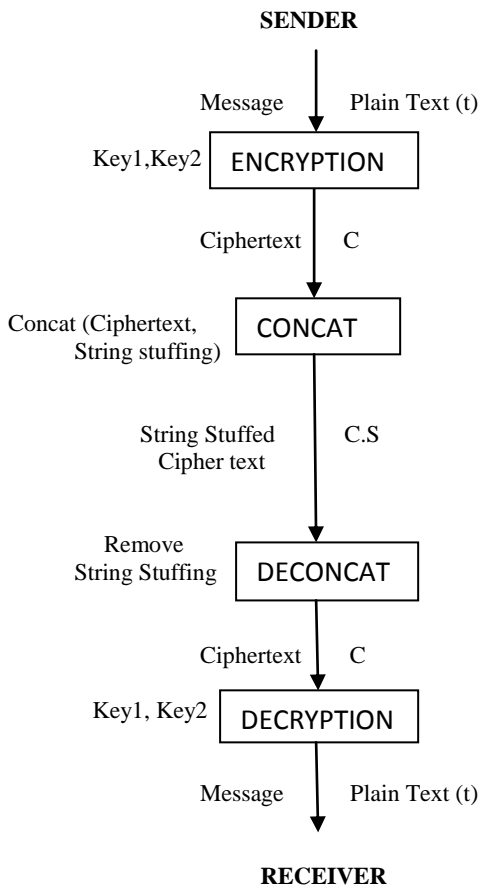 SENDER
Message Plain Text (t)
Key1,Key2 ENCRYPTION
Ciphertext C
Concat (Ciphertext,
String stuffing)
CONCAT
String Stuffed
Cipher text
C.S
Remove
String Stuffing
DECONCAT
Ciphertext C
Key1, Key2 DECRYPTION
Message Plain Text (t)
RECEIVER